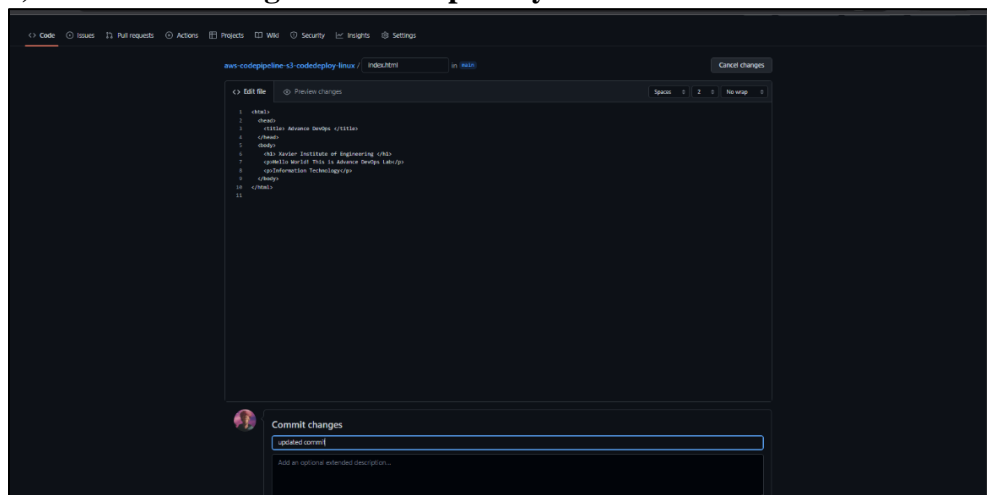 <> Code Issues Pull requests Actions Projects Wiki Security Insights Settings
aws-codepipeline-s3-codedeploy-linux / index.html in main Cancel changes
<> Edit file Preview changes Spaces 2 No wrap
1 <html>
2 <head>
3 <title> Advance DevOps </title>
4 </head>
5 <body>
6 <h1> Xavier Institute of Engineering </h1>
7 <p>Hello World! This is Advance DevOps Lab</p>
8 <p>Information Technology</p>
9 </body>
10 </html>
11
Commit changes
updated commit
Add an optional extended description...